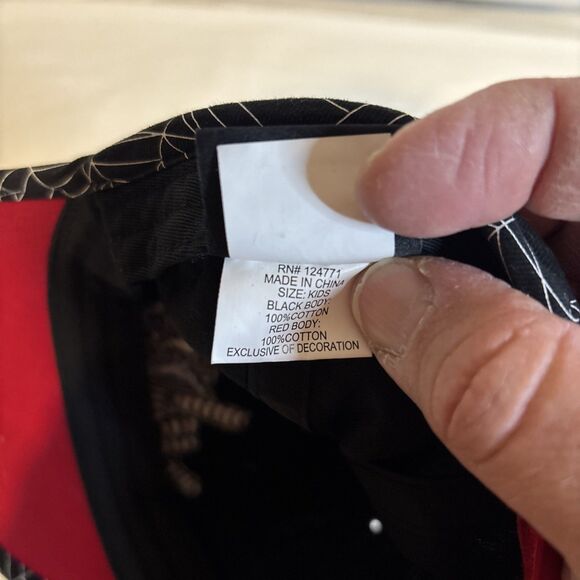 RN# 124771
MADE IN CHINA
SIZE: KIDS
BLACK BODY:
100%COTTON
RED BODY:
100%COTTON
EXCLUSIVE OF DECORATION